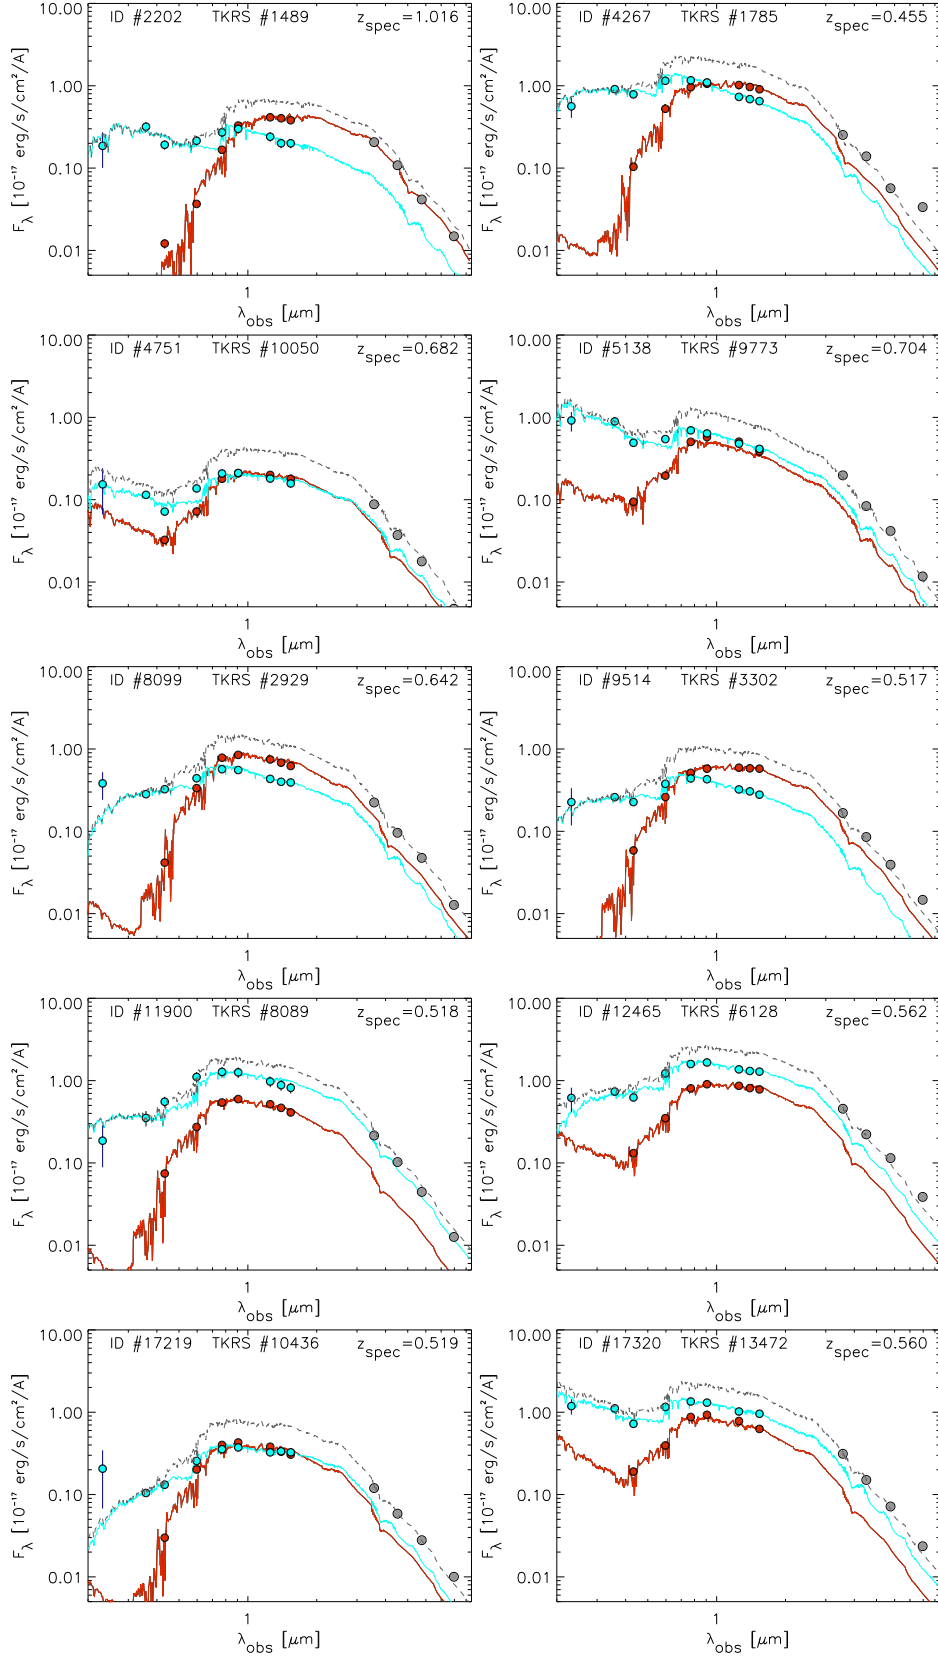 ID #2202 TKRS #1489 z_spec=1.016
F_λ [10⁻¹⁷ erg/s/cm²/A]
1.00
0.10
0.01
1
λ_obs [μm]
ID #4267 TKRS #1785 z_spec=0.455
F_λ [10⁻¹⁷ erg/s/cm²/A]
10.00
1.00
0.10
0.01
1
λ_obs [μm]
ID #4751 TKRS #10050 z_spec=0.682
F_λ [10⁻¹⁷ erg/s/cm²/A]
10.00
1.00
0.10
0.01
1
λ_obs [μm]
ID #5138 TKRS #9773 z_spec=0.704
F_λ [10⁻¹⁷ erg/s/cm²/A]
10.00
1.00
0.10
0.01
1
λ_obs [μm]
ID #8099 TKRS #2929 z_spec=0.642
F_λ [10⁻¹⁷ erg/s/cm²/A]
10.00
1.00
0.10
0.01
1
λ_obs [μm]
ID #9514 TKRS #3302 z_spec=0.517
F_λ [10⁻¹⁷ erg/s/cm²/A]
10.00
1.00
0.10
0.01
1
λ_obs [μm]
ID #11900 TKRS #8089 z_spec=0.518
F_λ [10⁻¹⁷ erg/s/cm²/A]
10.00
1.00
0.10
0.01
1
λ_obs [μm]
ID #12465 TKRS #6128 z_spec=0.562
F_λ [10⁻¹⁷ erg/s/cm²/A]
10.00
1.00
0.10
0.01
1
λ_obs [μm]
ID #17219 TKRS #10436 z_spec=0.519
F_λ [10⁻¹⁷ erg/s/cm²/A]
10.00
1.00
0.10
0.01
1
λ_obs [μm]
ID #17320 TKRS #13472 z_spec=0.560
F_λ [10⁻¹⁷ erg/s/cm²/A]
10.00
1.00
0.10
0.01
1
λ_obs [μm]